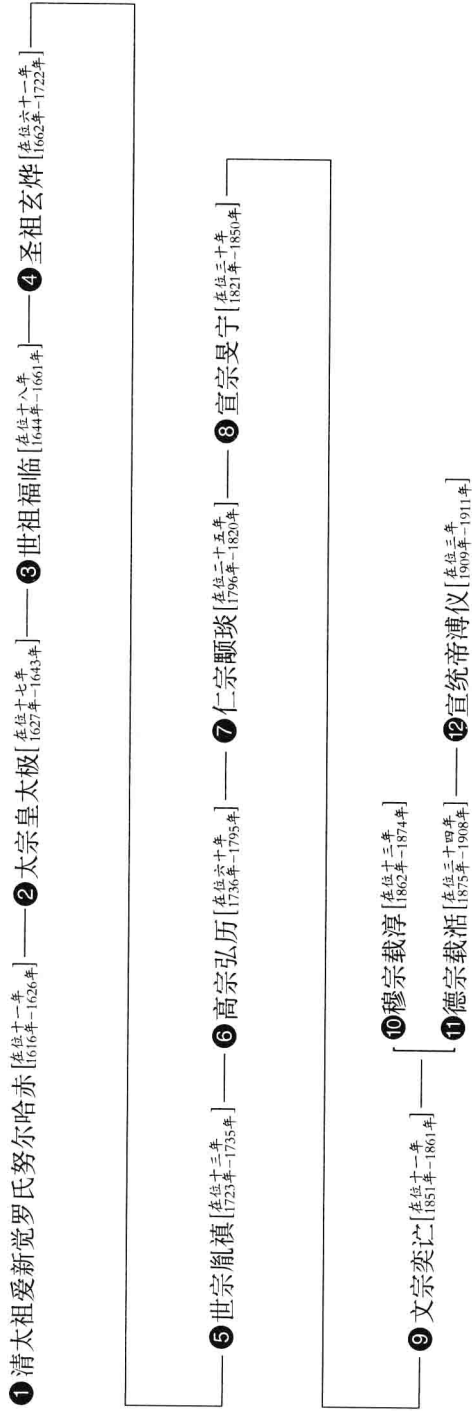 ❶清太祖爱新觉罗氏努尔哈赤[在位十一年 1616年-1626年]
❷太宗皇太极[在位十七年 1627年-1643年]
❸世祖福临[在位十八年 1644年-1661年]
❹圣祖玄烨[在位六十一年 1662年-1722年]
❺世宗胤禛[在位十三年 1723年-1735年]
❻高宗弘历[在位六十年 1736年-1795年]
❼仁宗颙琰[在位二十五年 1796年-1820年]
❽宣宗旻宁[在位三十年 1821年-1850年]
❾文宗奕𬣞[在位十一年 1851年-1861年]
❿穆宗载淳[在位十三年 1862年-1874年]
⓫德宗载湉[在位三十四年 1875年-1908年]
⓬宣统帝溥仪[在位三年 1909年-1911年]